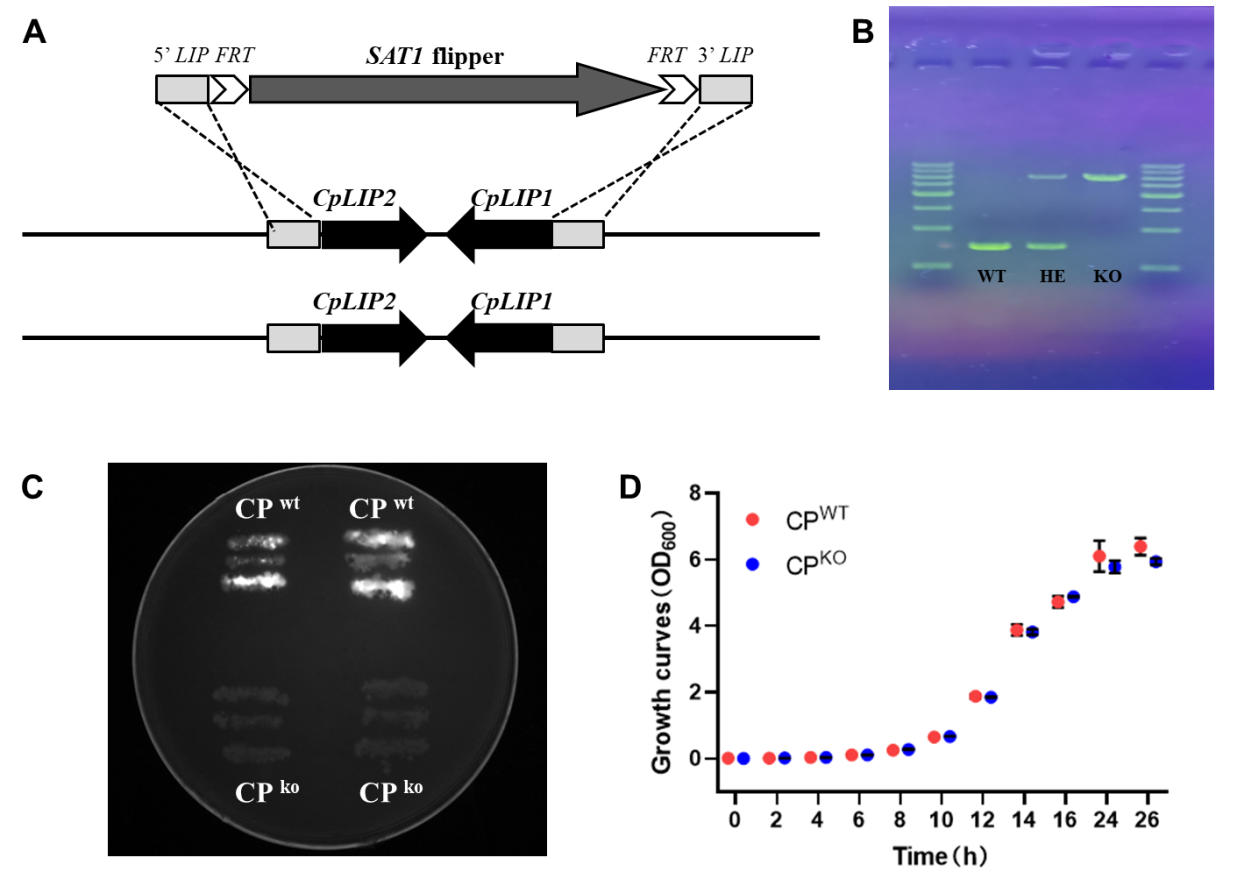 A
5' LIP FRT
SAT1 flipper
FRT 3' LIP
CpLIP2
CpLIP1
CpLIP2
CpLIP1
B
WT
HE
KO
C
CP wt
CP wt
CP ko
CP ko
D
CPWT
CPKO
Growth curves(OD600)
8
6
4
2
0
0 2 4 6 8 10 12 14 16 24 26
Time(h)